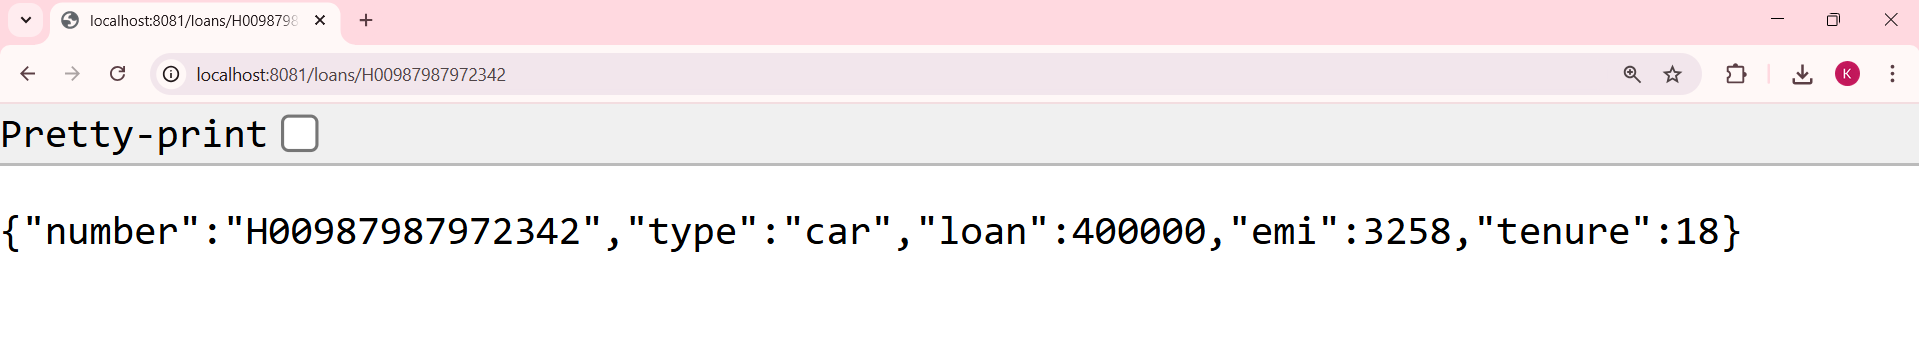 localhost:8081/loans/H0098798
localhost:8081/loans/H00987987972342
K
Pretty-print
{"number":"H00987987972342","type":"car","loan":400000,"emi":3258,"tenure":18}